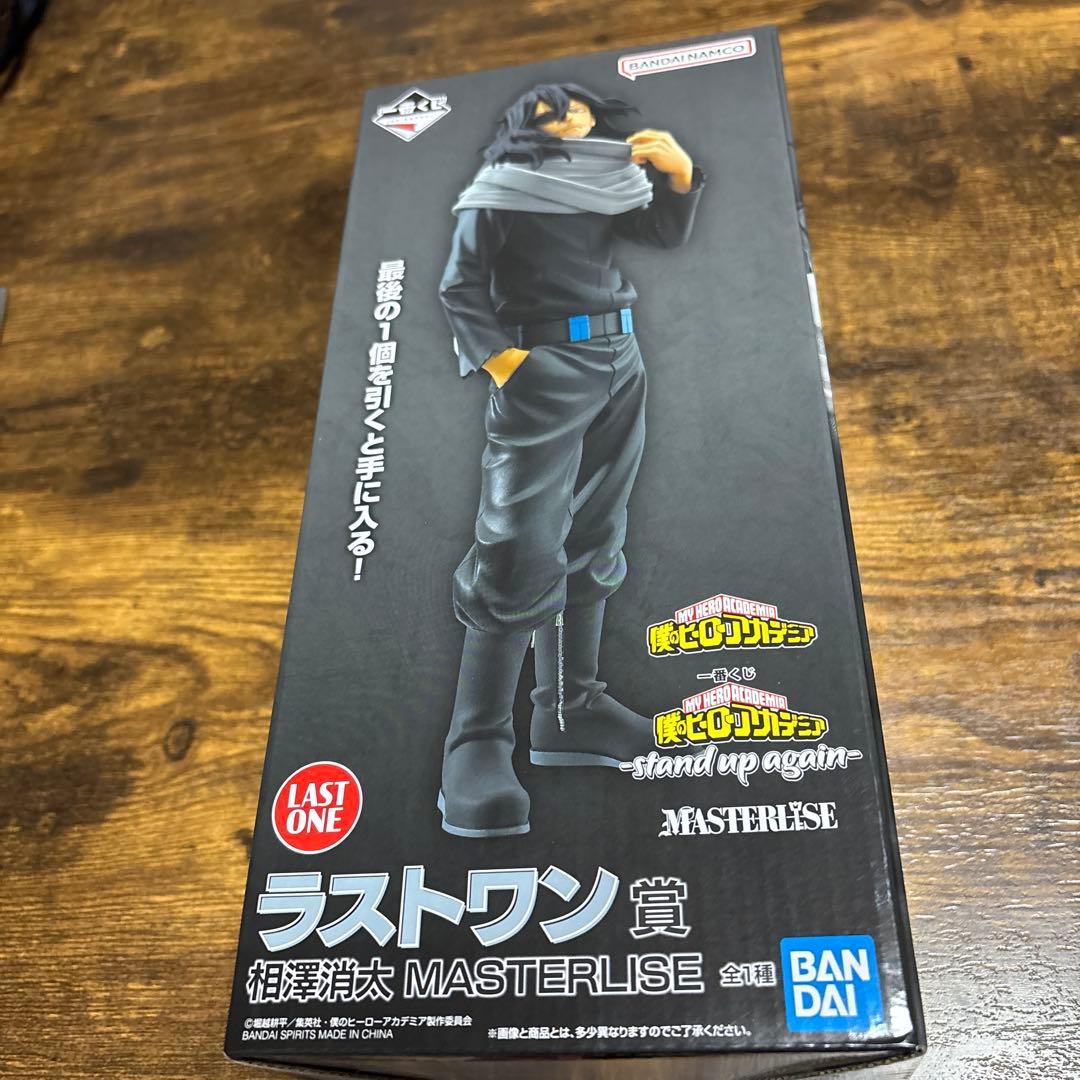 BANDAI NAMCO
一番くじ
最後の1個を引くと手に入る!
MY HERO ACADEMIA
僕のヒーローアカデミア
一番くじ
MY HERO ACADEMIA
僕のヒーローアカデミア
-stand up again-
MASTERLISE
LAST
ONE
ラストワン賞
相澤消太 MASTERLISE 全1種
BAN
DAI
©堀越耕平/集英社・僕のヒーローアカデミア製作委員会
BANDAI SPIRITS MADE IN CHINA
※画像と商品とは、多少異なりますのでご了承ください。